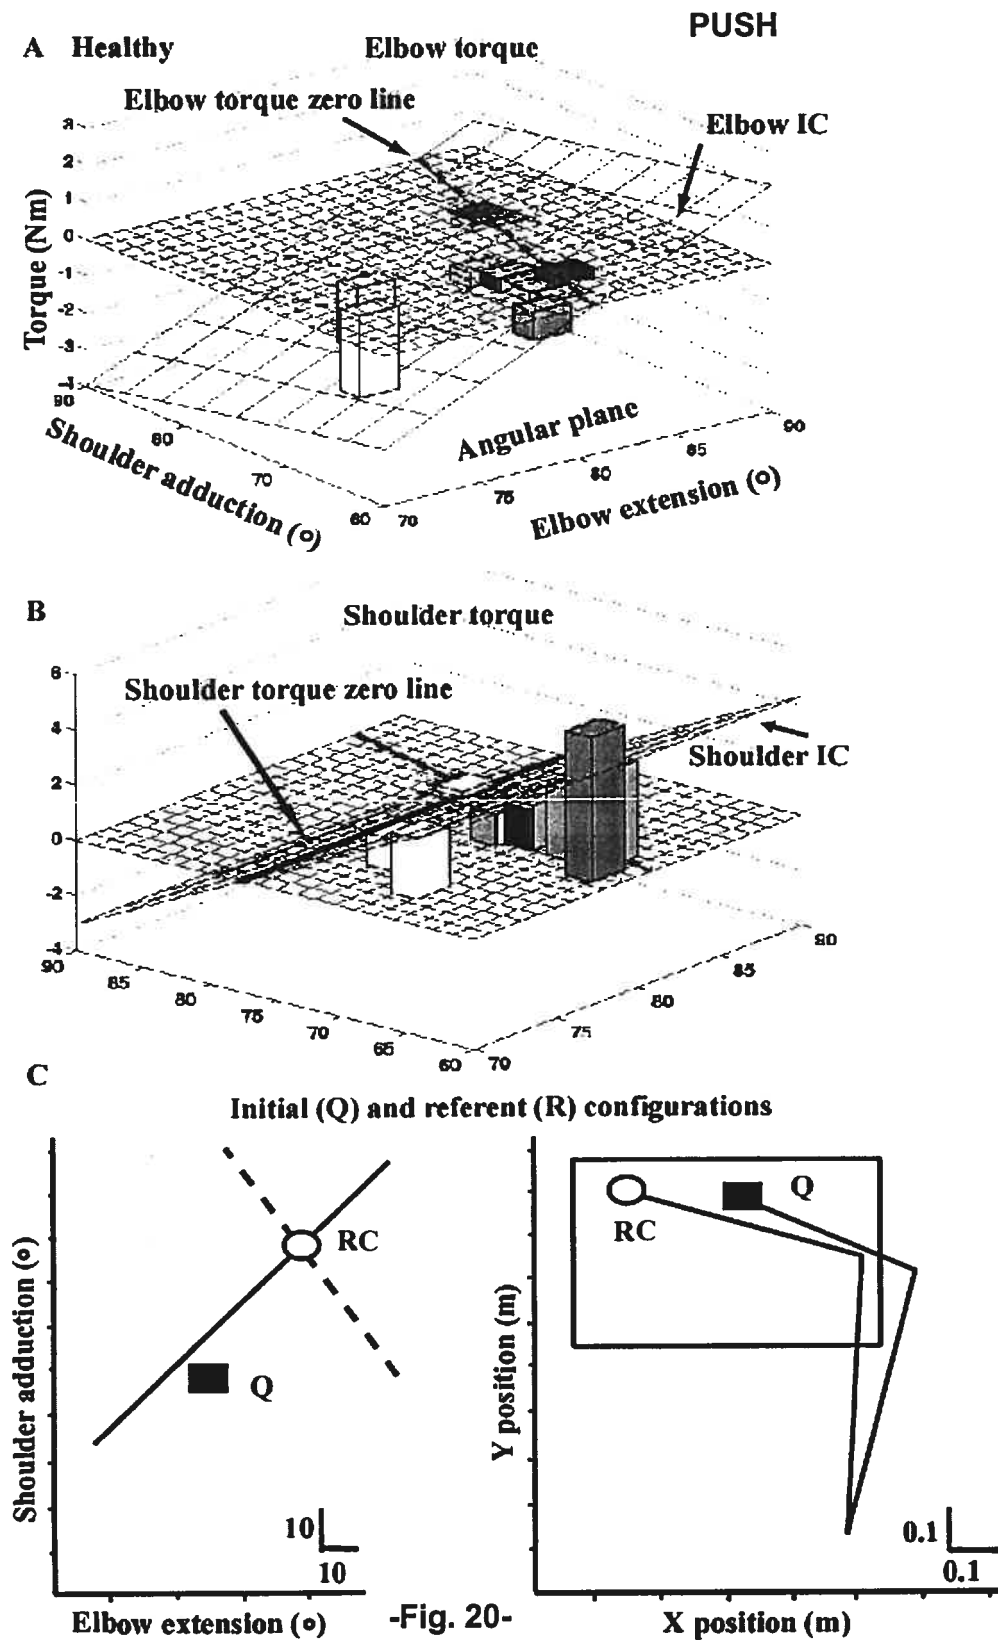 PUSH
A Healthy
Elbow torque
Elbow torque zero line
Elbow IC
Torque (Nm)
3
2
1
0
-1
-2
-3
-4
90
80
70
60
Shoulder adduction (o)
Angular plane
70
75
80
85
90
Elbow extension (o)
B
Shoulder torque
Shoulder torque zero line
Shoulder IC
6
4
2
0
-2
-4
90
85
80
75
70
65
60
70
75
80
85
90
C
Initial (Q) and referent (R) configurations
Shoulder adduction (o)
RC
Q
10
10
Elbow extension (o)
Y position (m)
RC
Q
0.1
0.1
X position (m)
-Fig. 20-